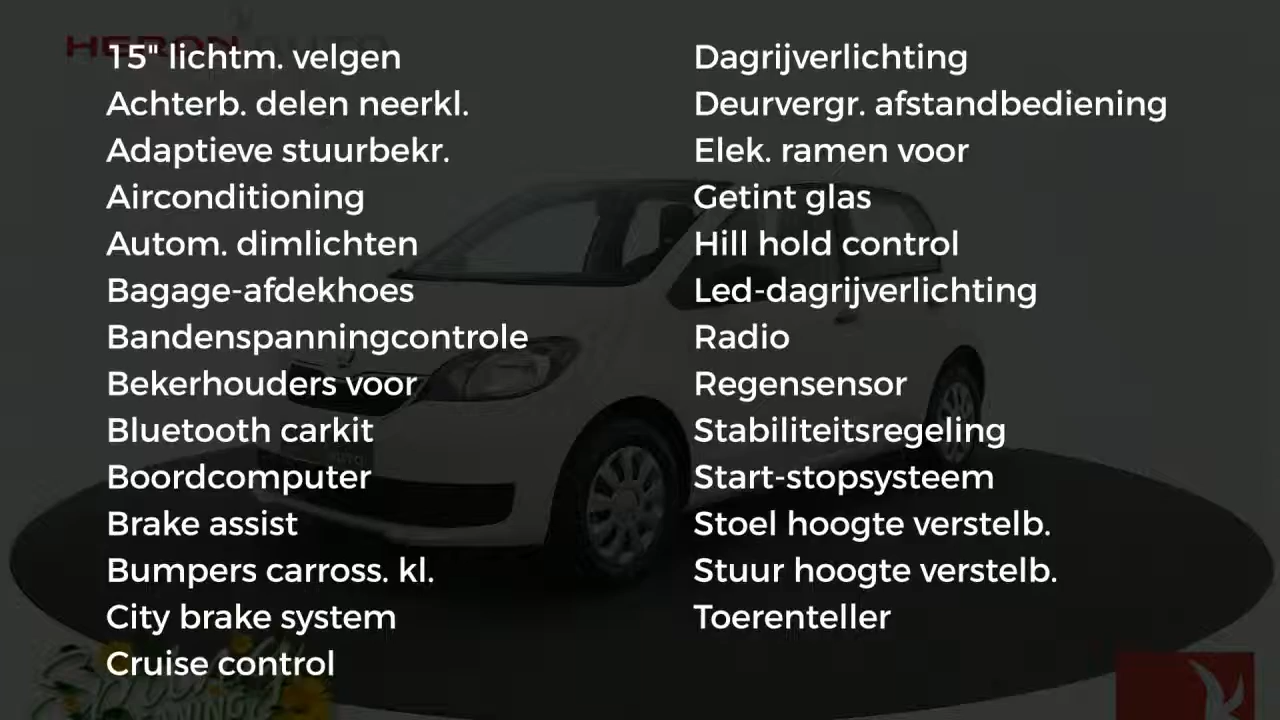 HERON AUTO
15" lichtm. velgen
Achterb. delen neerkl.
Adaptieve stuurbekr.
Airconditioning
Autom. dimlichten
Bagage-afdekhoes
Bandenspanningcontrole
Bekerhouders voor
Bluetooth carkit
Boordcomputer
Brake assist
Bumpers carross. kl.
City brake system
Cruise control
Dagrijverlichting
Deurvergr. afstandbediening
Elek. ramen voor
Getint glas
Hill hold control
Led-dagrijverlichting
Radio
Regensensor
Stabiliteitsregeling
Start-stopsysteem
Stoel hoogte verstelb.
Stuur hoogte verstelb.
Toerenteller